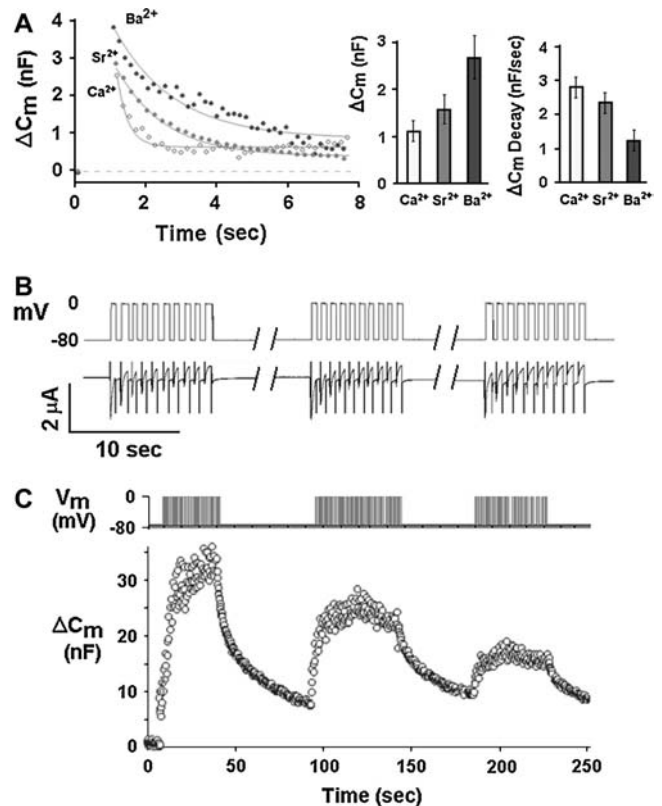 A
ΔCm (nF)
4
3
2
1
0
Ba²⁺
Sr²⁺
Ca²⁺
0 2 4 6 8
Time (sec)
ΔCm (nF)
3
2
1
0
Ca²⁺ Sr²⁺ Ba²⁺
ΔCm Decay (nF/sec)
4
3
2
1
0
Ca²⁺ Sr²⁺ Ba²⁺
B
mV
0
-80
2 μA
10 sec
C
Vm
(mV)
0
-80
ΔCm
(nF)
30
20
10
0
0 50 100 150 200 250
Time (sec)